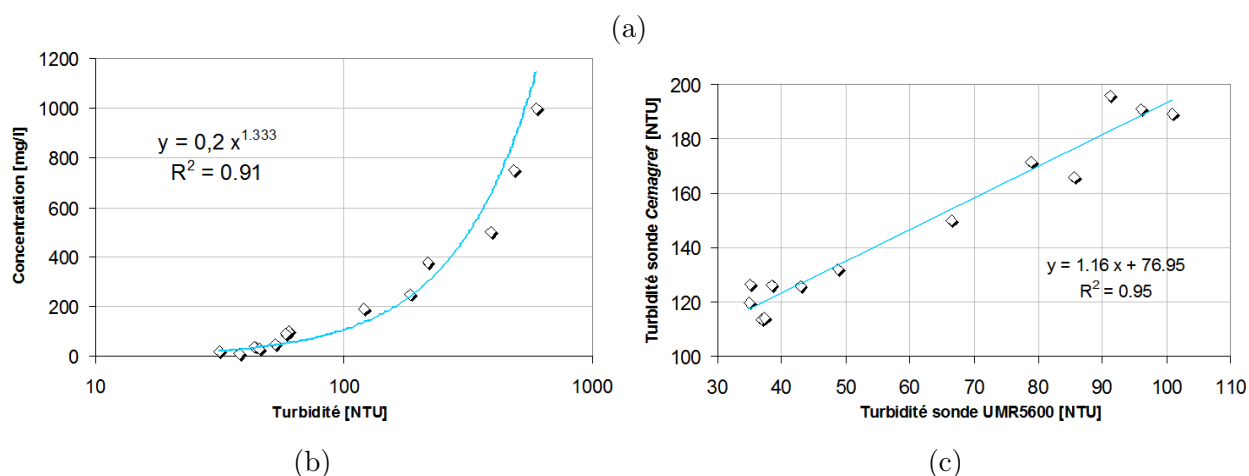 (a)
1200
1000
800
600
400
200
0
Concentration [mg/l]
y = 0,2 x^1.333
R² = 0.91
10 100 1000
Turbidité [NTU]
(b)
200
180
160
140
120
100
Turbidité sonde Cemagref [NTU]
y = 1.16 x + 76.95
R² = 0.95
30 40 50 60 70 80 90 100 110
Turbidité sonde UMR5600 [NTU]
(c)